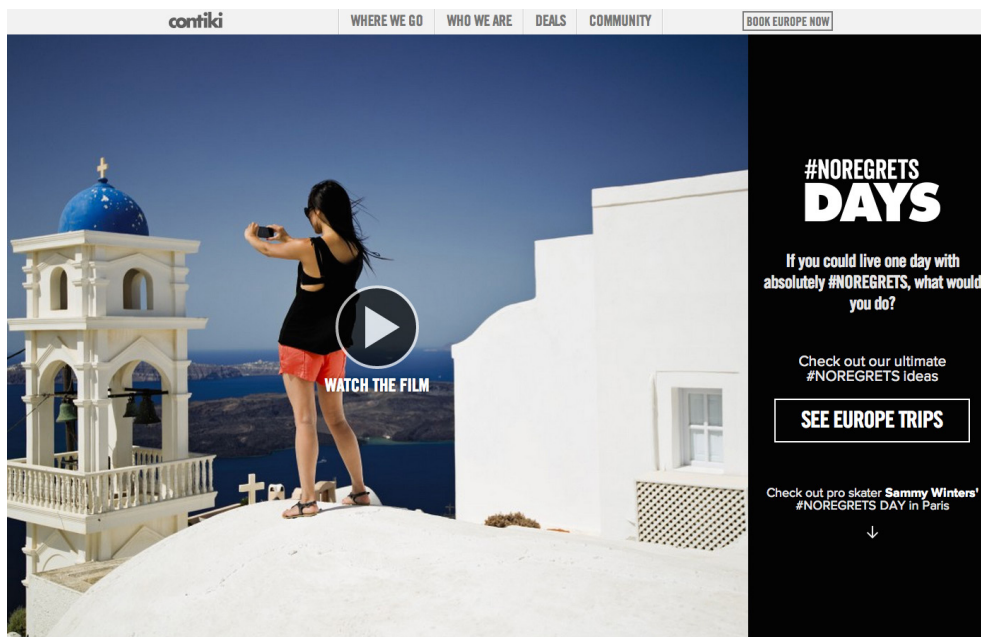 contiki
WHERE WE GO
WHO WE ARE
DEALS
COMMUNITY
BOOK EUROPE NOW
WATCH THE FILM
#NOREGRETS
DAYS
If you could live one day with
absolutely #NOREGRETS, what would
you do?
Check out our ultimate
#NOREGRETS ideas
SEE EUROPE TRIPS
Check out pro skater Sammy Winters'
#NOREGRETS DAY in Paris